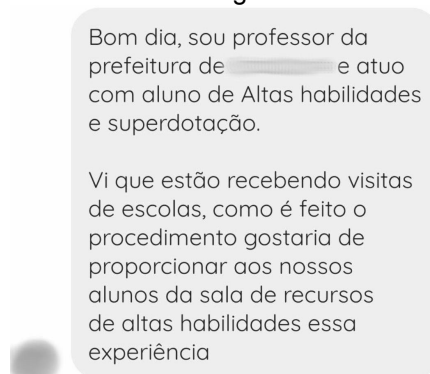 Bom dia, sou professor da
prefeitura de e atuo
com aluno de Altas habilidades
e superdotação.
Vi que estão recebendo visitas
de escolas, como é feito o
procedimento gostaria de
proporcionar aos nossos
alunos da sala de recursos
de altas habilidades essa
experiência